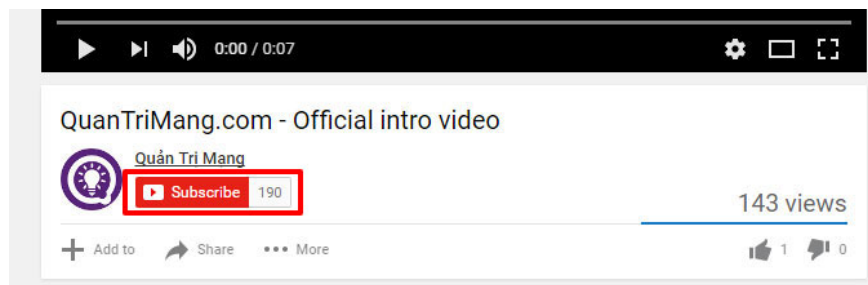 0:00 / 0:07
QuanTriMang.com - Official intro video
Quản Trị Mạng
Subscribe 190
143 views
Add to Share More 1 0